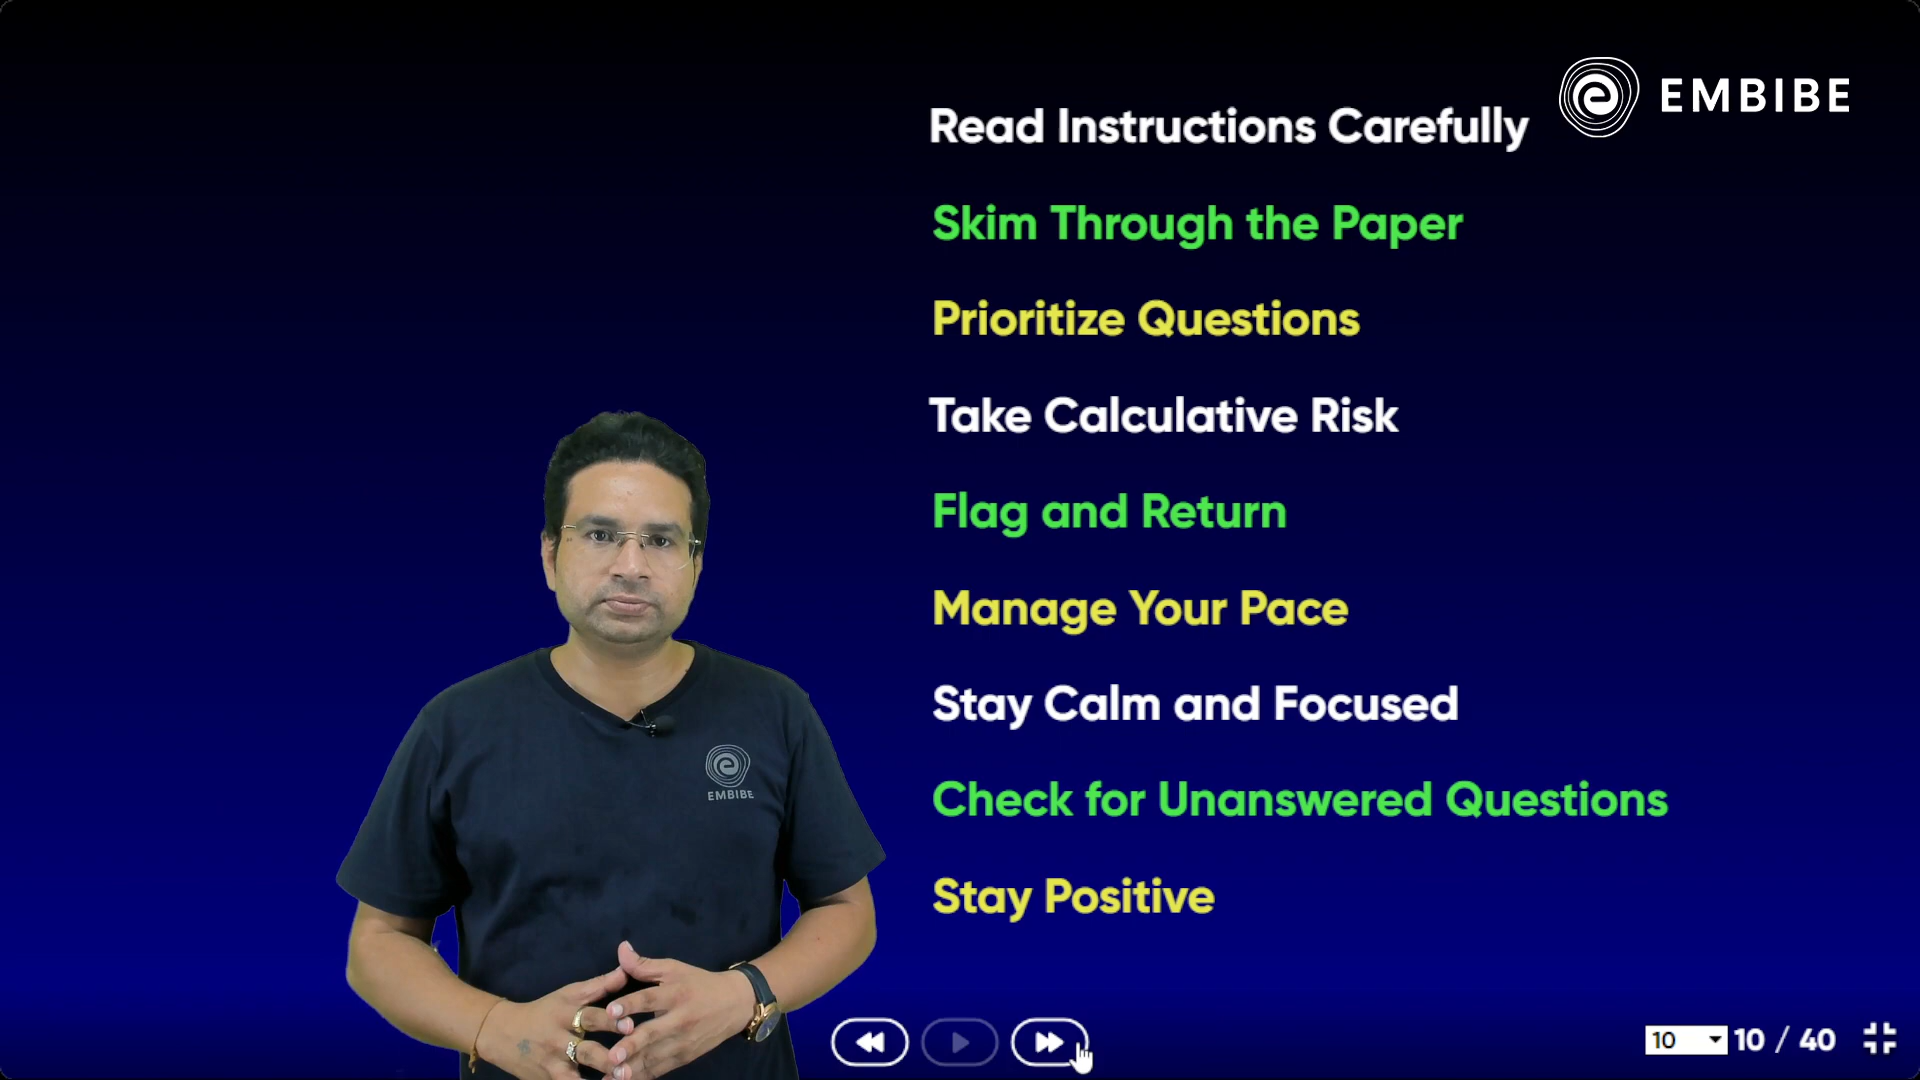 EMBIBE
Read Instructions Carefully
Skim Through the Paper
Prioritize Questions
Take Calculative Risk
Flag and Return
Manage Your Pace
Stay Calm and Focused
EMBIBE
Check for Unanswered Questions
Stay Positive
10 10 / 40